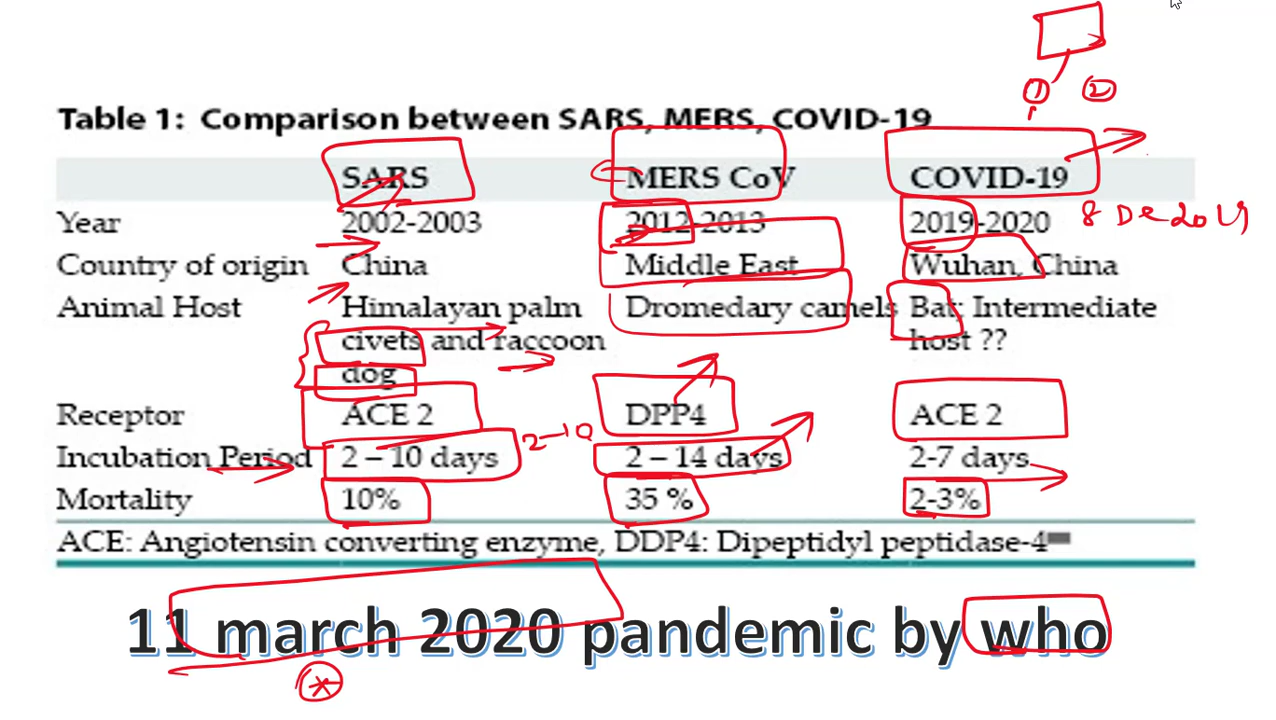 ① ②
Table 1: Comparison between SARS, MERS, COVID-19
SARS MERS CoV COVID-19
Year 2002-2003 2012-2013 2019-2020 8 De 2019
Country of origin China Middle East Wuhan, China
Animal Host Himalayan palm Dromedary camels Bat; Intermediate
civets and raccoon host ??
dog
Receptor ACE 2 DPP4 ACE 2
Incubation Period 2 – 10 days 2-10 2 – 14 days 2-7 days
Mortality 10% 35 % 2-3%
ACE: Angiotensin converting enzyme, DDP4: Dipeptidyl peptidase-4
11 march 2020 pandemic by who